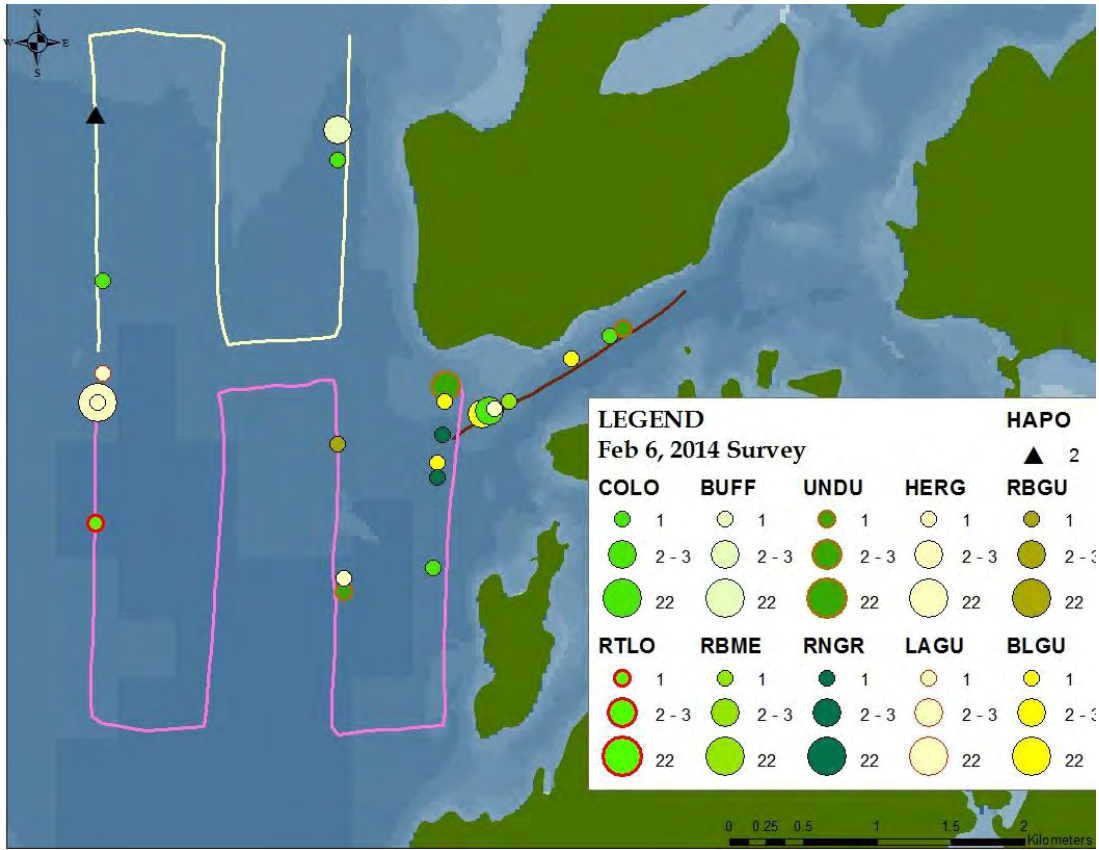 N
W E
S
LEGEND HAPO
Feb 6, 2014 Survey 2
COLO BUFF UNDU HERG RBGU
1 1 1 1 1
2 - 3 2 - 3 2 - 3 2 - 3 2 - 3
22 22 22 22 22
RTLO RBME RNGR LAGU BLGU
1 1 1 1 1
2 - 3 2 - 3 2 - 3 2 - 3 2 - 3
22 22 22 22 22
0 0.25 0.5 1 1.5 2
Kilometers